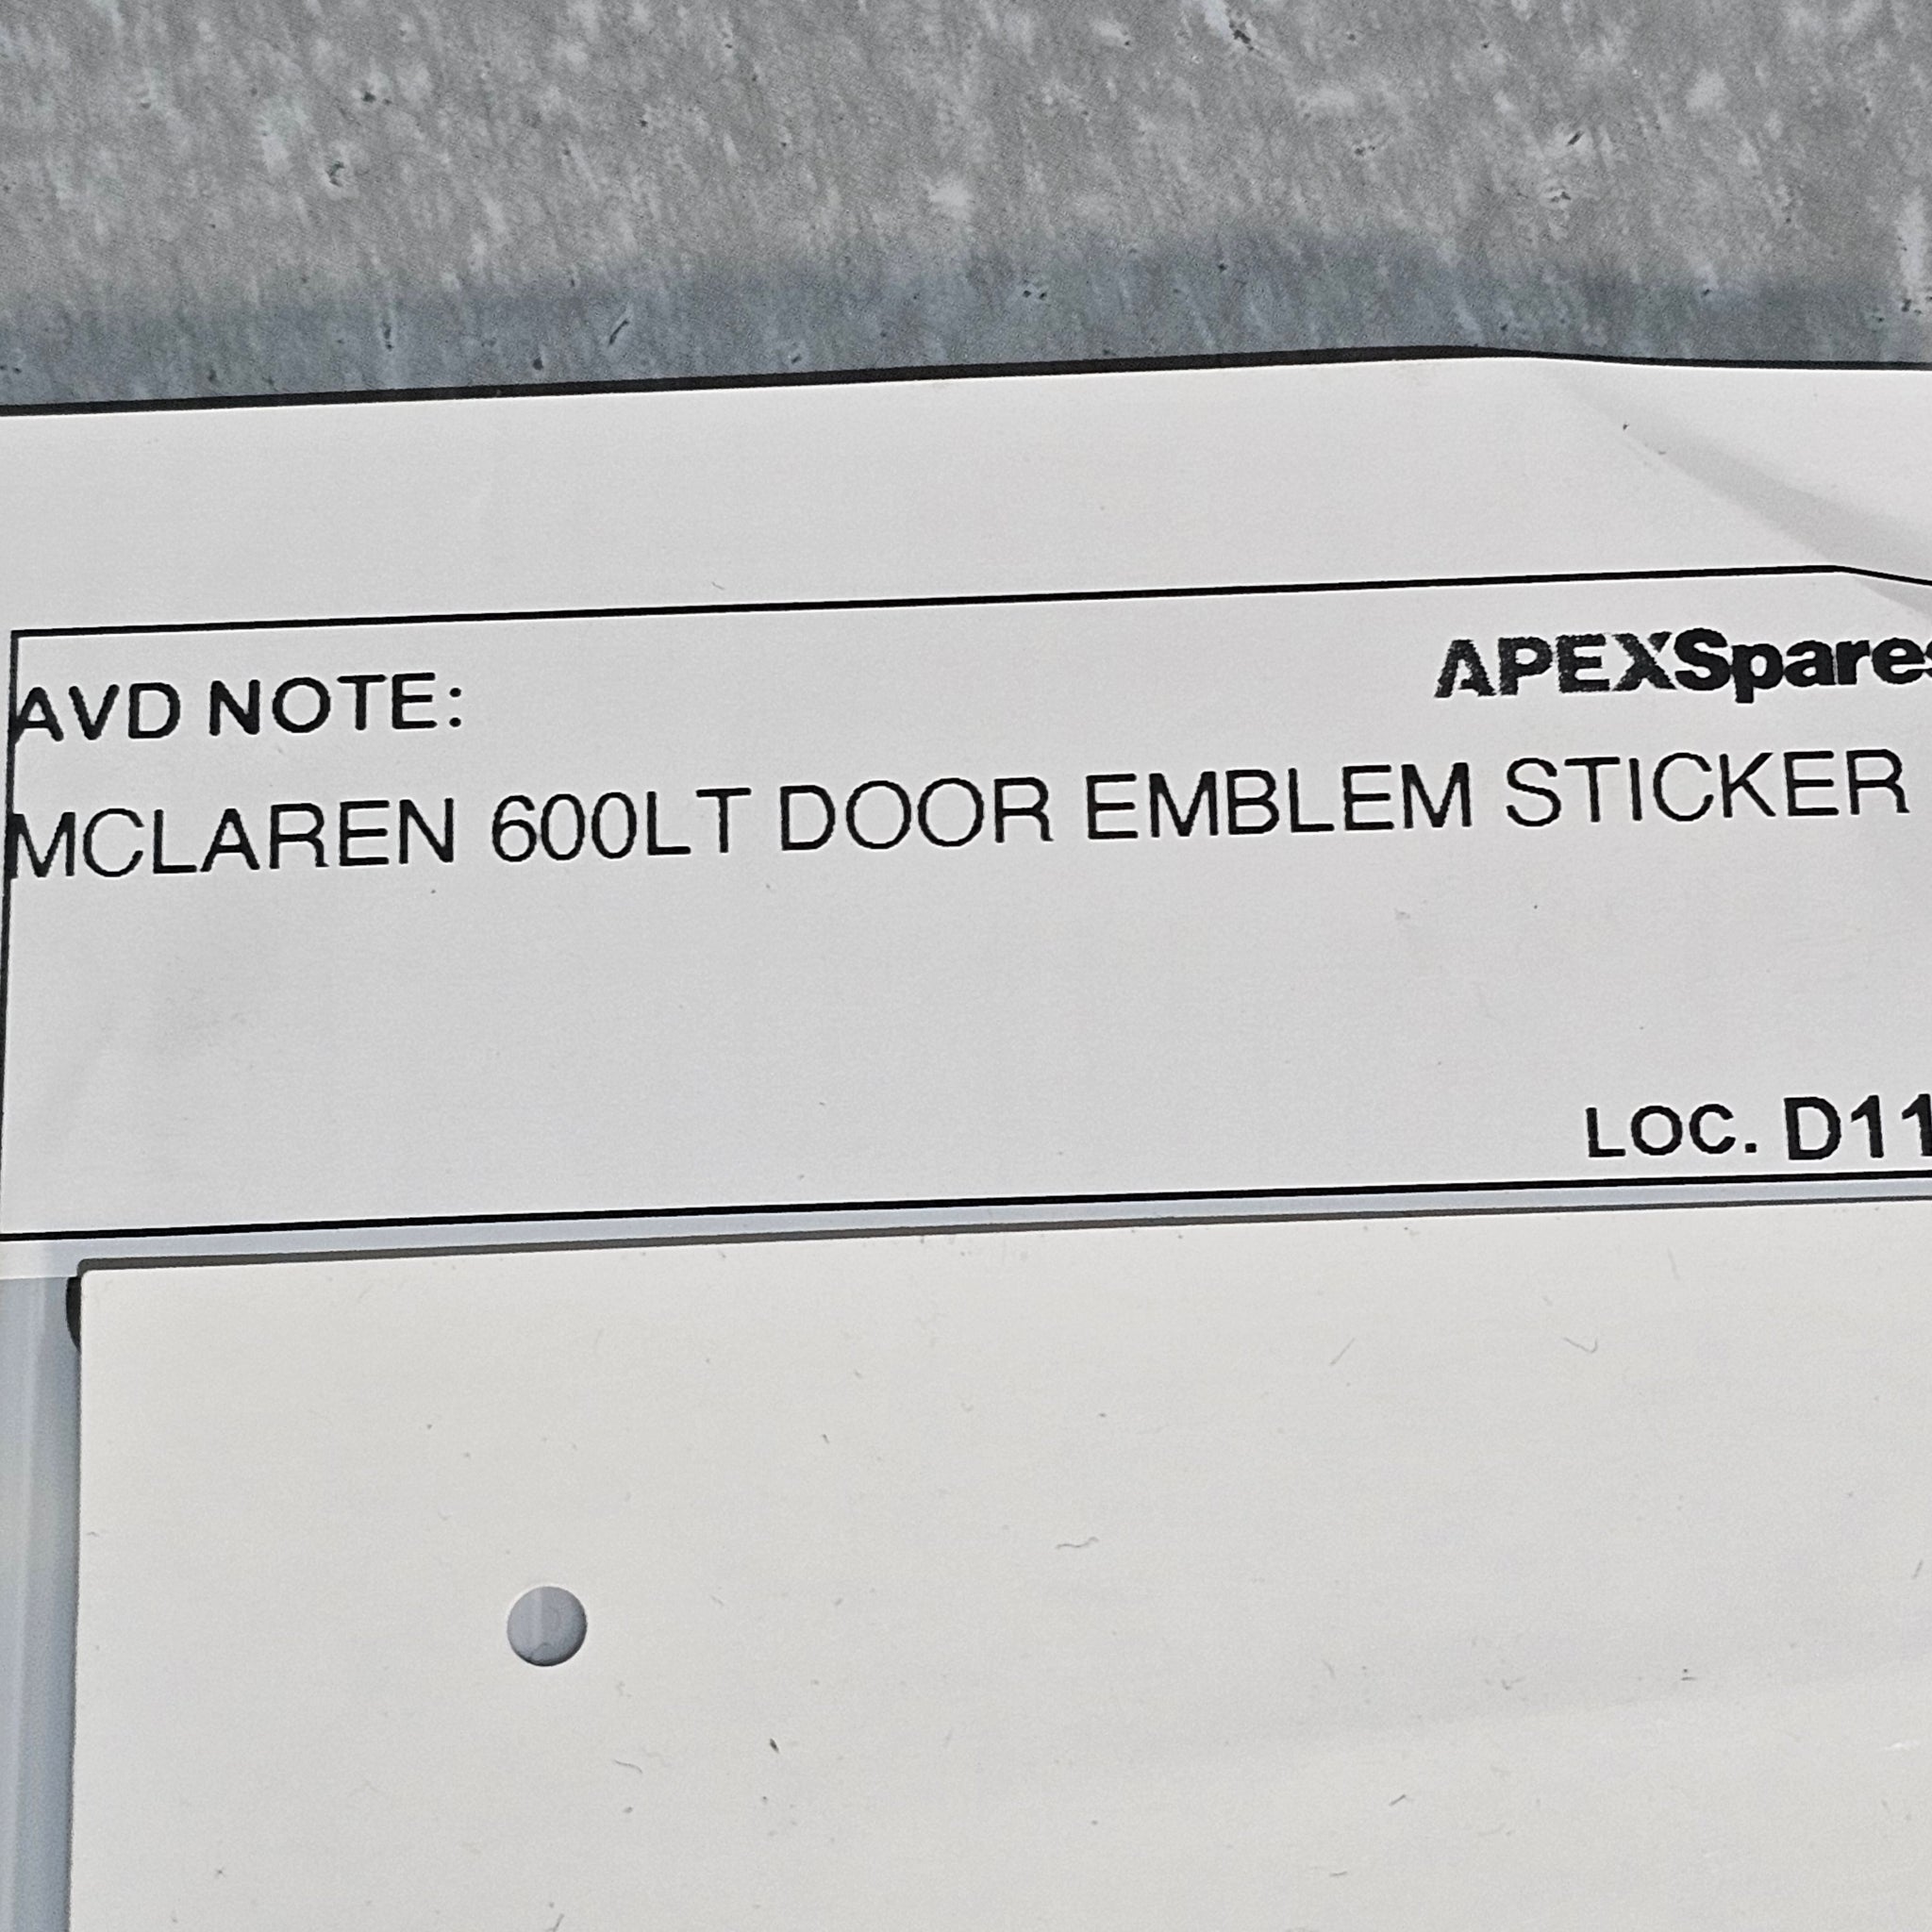 APEXSpares
AVD NOTE:
MCLAREN 600LT DOOR EMBLEM STICKER
LOC. D11